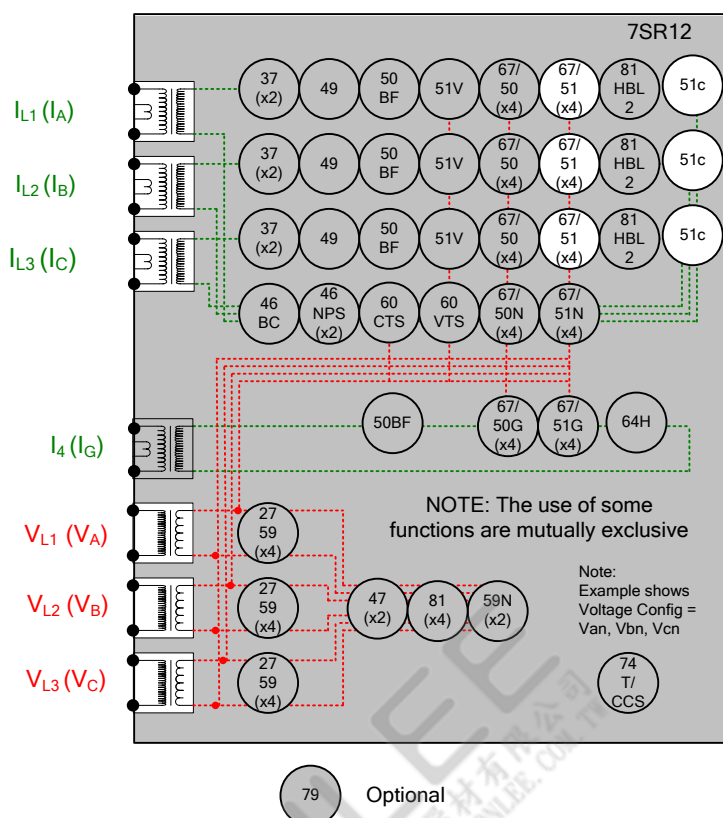 7SR12
37 (x2)
49
50 BF
51V
67/ 50 (x4)
67/ 51 (x4)
81 HBL 2
51c
IL1 (IA)
37 (x2)
49
50 BF
51V
67/ 50 (x4)
67/ 51 (x4)
81 HBL 2
51c
IL2 (IB)
37 (x2)
49
50 BF
51V
67/ 50 (x4)
67/ 51 (x4)
81 HBL 2
51c
IL3 (IC)
46 BC
46 NPS (x2)
60 CTS
60 VTS
67/ 50N (x4)
67/ 51N (x4)
I4 (IG)
50BF
67/ 50G (x4)
67/ 51G (x4)
64H
NOTE: The use of some
functions are mutually exclusive
VL1 (VA)
27 59 (x4)
VL2 (VB)
27 59 (x4)
47 (x2)
81 (x4)
59N (x2)
Note:
Example shows
Voltage Config =
Van, Vbn, Vcn
VL3 (VC)
27 59 (x4)
74 T/ CCS
79
Optional